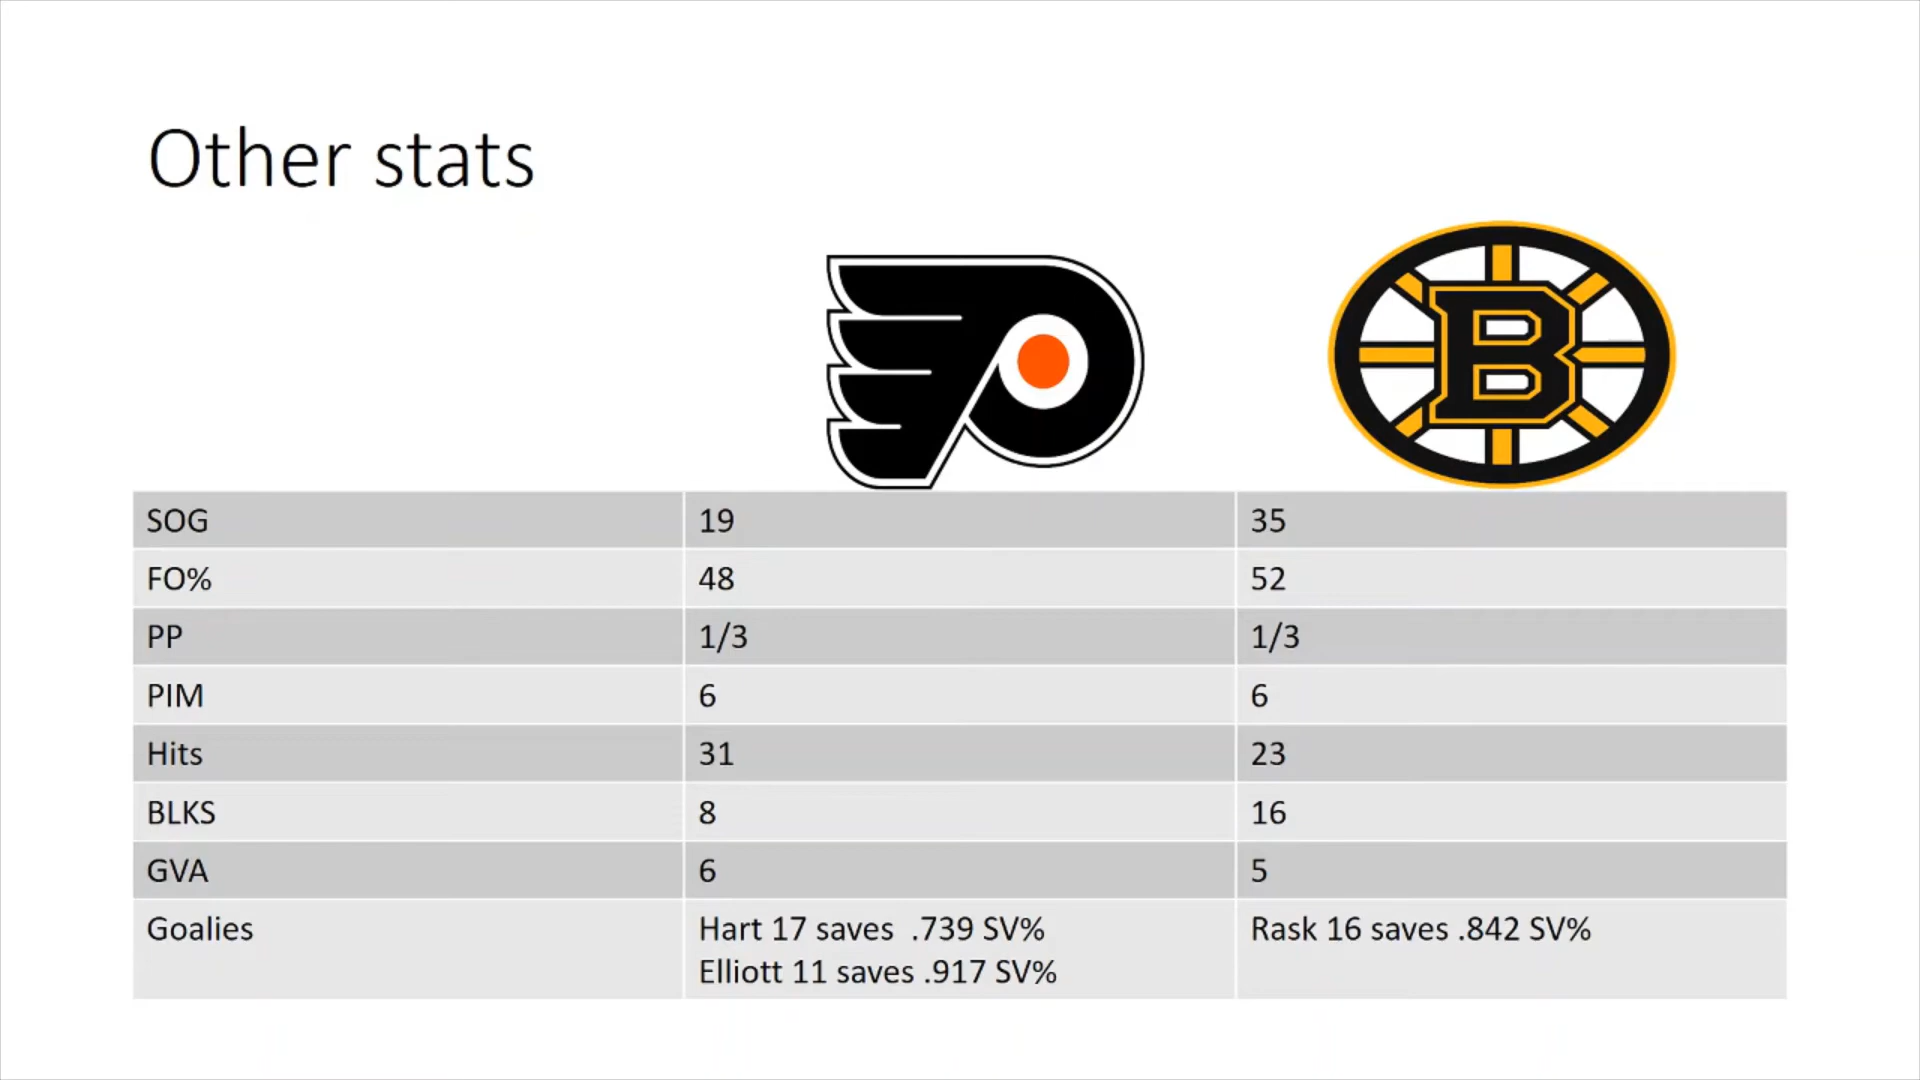 Other stats
B
SOG 19 35
FO% 48 52
PP 1/3 1/3
PIM 6 6
Hits 31 23
BLKS 8 16
GVA 6 5
Goalies Hart 17 saves .739 SV% Rask 16 saves .842 SV%
Elliott 11 saves .917 SV%